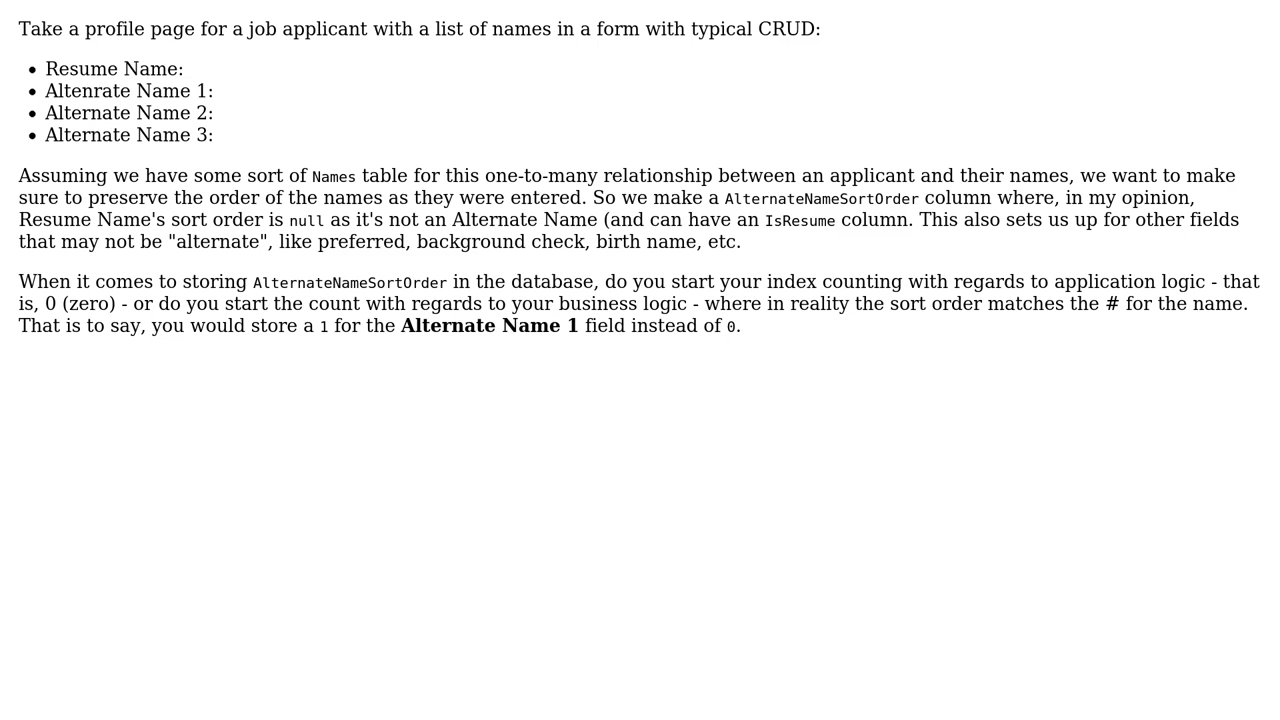 Take a profile page for a job applicant with a list of names in a form with typical CRUD:
• Resume Name:
• Altenrate Name 1:
• Alternate Name 2:
• Alternate Name 3:
Assuming we have some sort of Names table for this one-to-many relationship between an applicant and their names, we want to make
sure to preserve the order of the names as they were entered. So we make a AlternateNameSortOrder column where, in my opinion,
Resume Name's sort order is null as it's not an Alternate Name (and can have an IsResume column. This also sets us up for other fields
that may not be "alternate", like preferred, background check, birth name, etc.
When it comes to storing AlternateNameSortOrder in the database, do you start your index counting with regards to application logic - that
is, 0 (zero) - or do you start the count with regards to your business logic - where in reality the sort order matches the # for the name.
That is to say, you would store a 1 for the Alternate Name 1 field instead of 0.